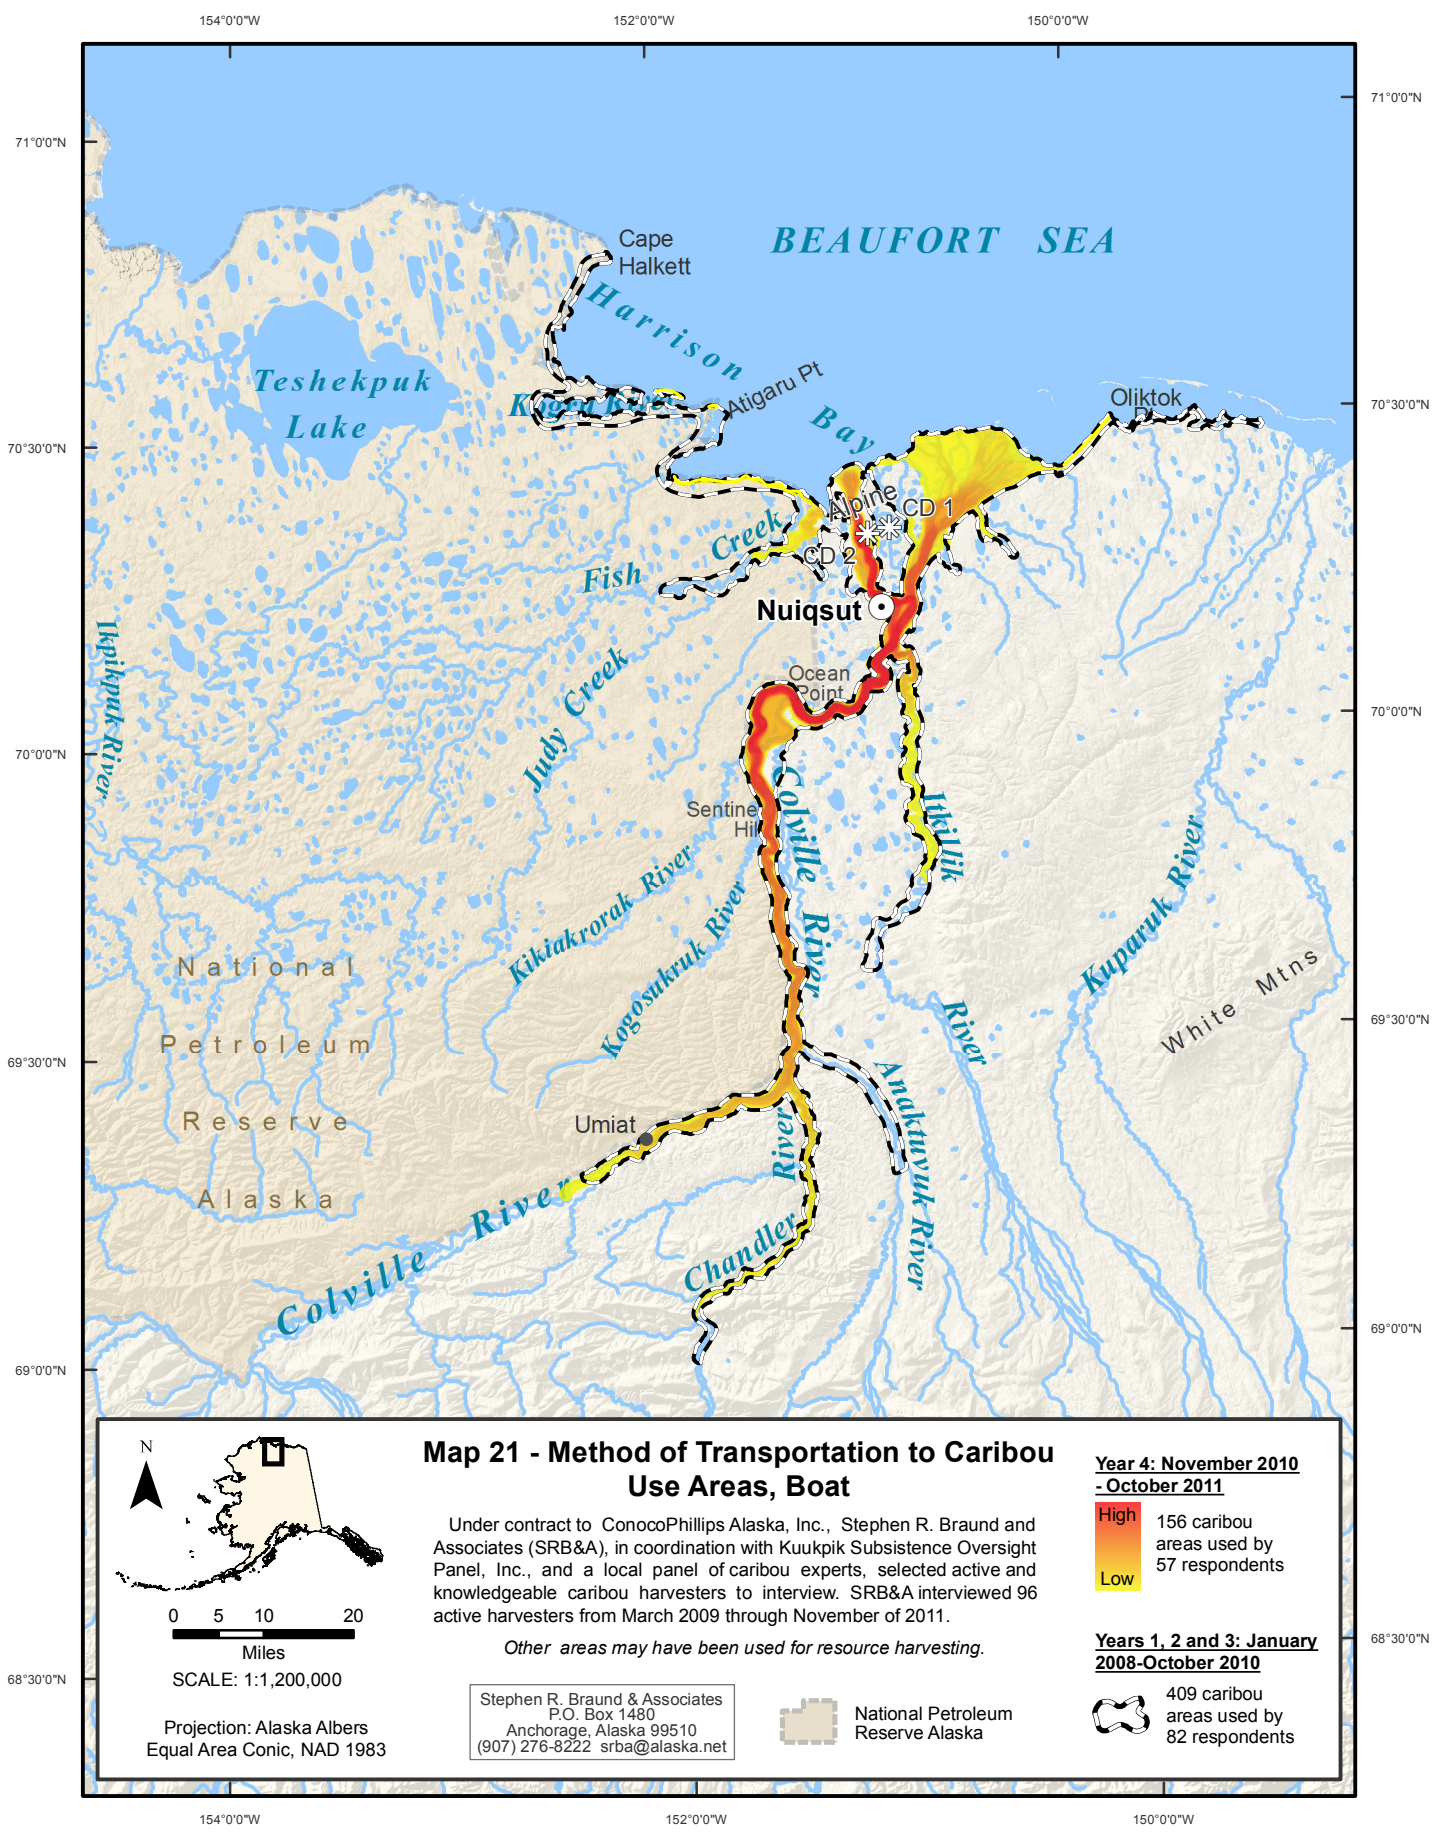 154°0'0"W
152°0'0"W
150°0'0"W
71°0'0"N
71°0'0"N
BEAUFORT SEA
Cape
Halkett
Harrison
Bay
Teshekpuk
Lake
Kogru River
Atigaru Pt
Oliktok
70°30'0"N
70°30'0"N
Alpine
CD 1
CD 2
Fish
Creek
Nuiqsut
Ikpikpuk River
Judy Creek
Ocean
Point
70°0'0"N
70°0'0"N
Sentinel
Hill
Colville
River
Itkillik
River
Kikiakrorak River
Kogosukruk River
Kuparuk River
White Mtns
National
Petroleum
Reserve
Alaska
69°30'0"N
69°30'0"N
Anaktuvuk River
Umiat
Chandler
River
Colville River
69°0'0"N
69°0'0"N
N
Map 21 - Method of Transportation to Caribou
Use Areas, Boat
Under contract to ConocoPhillips Alaska, Inc., Stephen R. Braund and
Associates (SRB&A), in coordination with Kuukpik Subsistence Oversight
Panel, Inc., and a local panel of caribou experts, selected active and
knowledgeable caribou harvesters to interview. SRB&A interviewed 96
active harvesters from March 2009 through November of 2011.
Other areas may have been used for resource harvesting.
0 5 10 20
Miles
SCALE: 1:1,200,000
Projection: Alaska Albers
Equal Area Conic, NAD 1983
Stephen R. Braund & Associates
P.O. Box 1480
Anchorage, Alaska 99510
(907) 276-8222 srba@alaska.net
National Petroleum
Reserve Alaska
Year 4: November 2010
- October 2011
High
Low
156 caribou
areas used by
57 respondents
Years 1, 2 and 3: January
2008-October 2010
409 caribou
areas used by
82 respondents
68°30'0"N
68°30'0"N
154°0'0"W
152°0'0"W
150°0'0"W